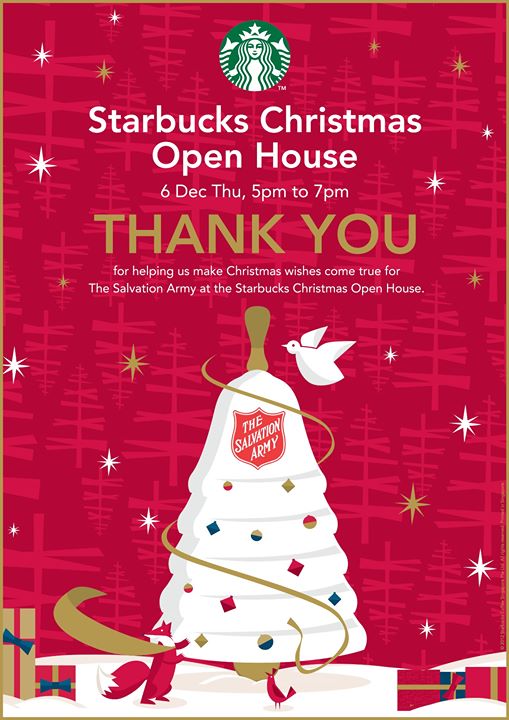 TM
Starbucks Christmas
Open House
6 Dec Thu, 5pm to 7pm
THANK YOU
for helping us make Christmas wishes come true for
The Salvation Army at the Starbucks Christmas Open House.
THE
SALVATION
ARMY